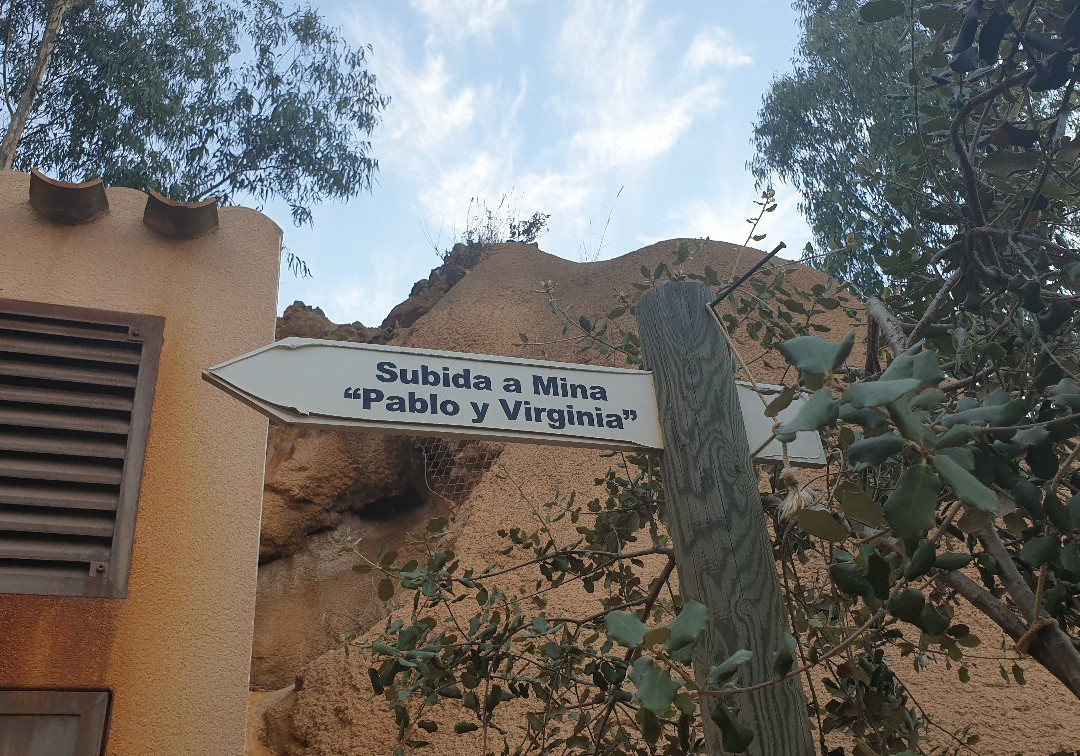 Subida a Mina
“Pablo y Virginia”